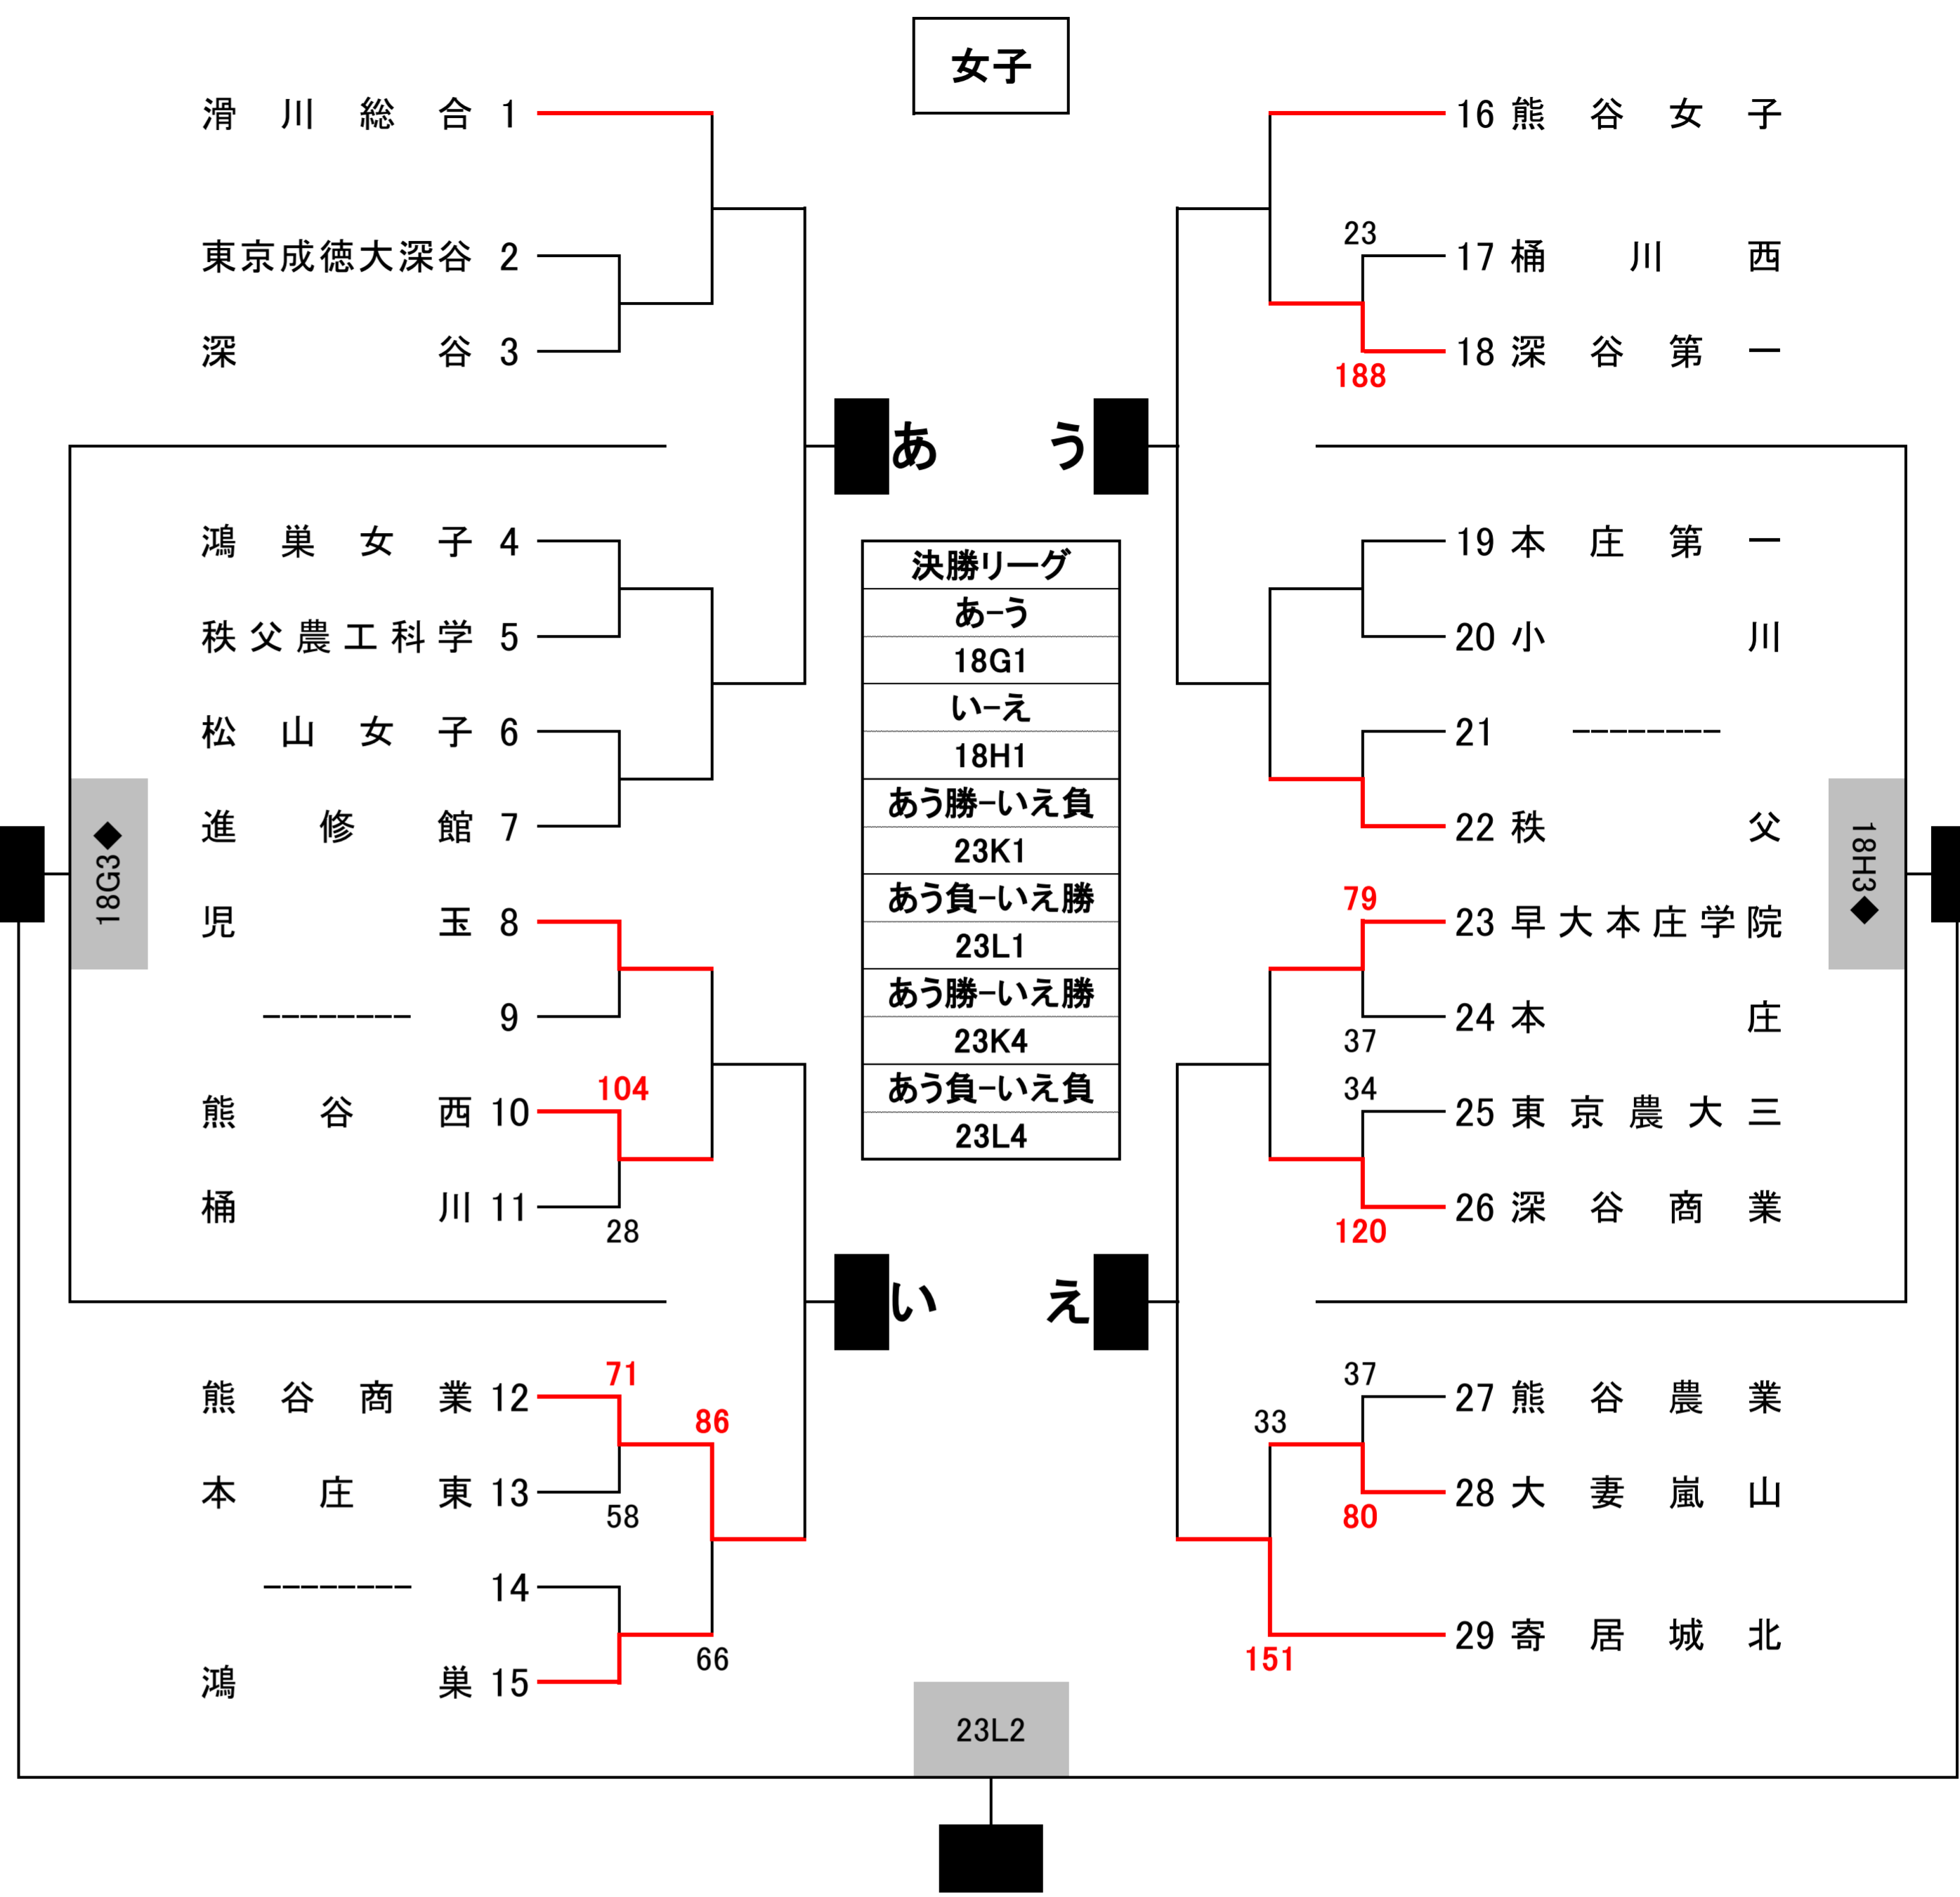 女子
滑川総合 1
東京成徳大深谷 2
深谷 3
鴻巣女子 4
秩父農工科学 5
松山女子 6
進修館 7
児玉 8
-------- 9
104
熊谷西 10
桶川 11
28
71
熊谷商業 12
86
本庄東 13
58
-------- 14
66
鴻巣 15
18G3◆
あ
い
う
え
決勝リーグ
あ-う
18G1
い-え
18H1
あう勝-いえ負
23K1
あう負-いえ勝
23L1
あう勝-いえ勝
23K4
あう負-いえ負
23L4
16 熊谷女子
23
17 桶川西
18 深谷第一
188
19 本庄第一
20 小川
21 --------
22 秩父
79
23 早大本庄学院
24 本庄
37
34
25 東京農大三
26 深谷商業
120
37
27 熊谷農業
33
28 大妻嵐山
80
29 寄居城北
151
18H3◆
23L2